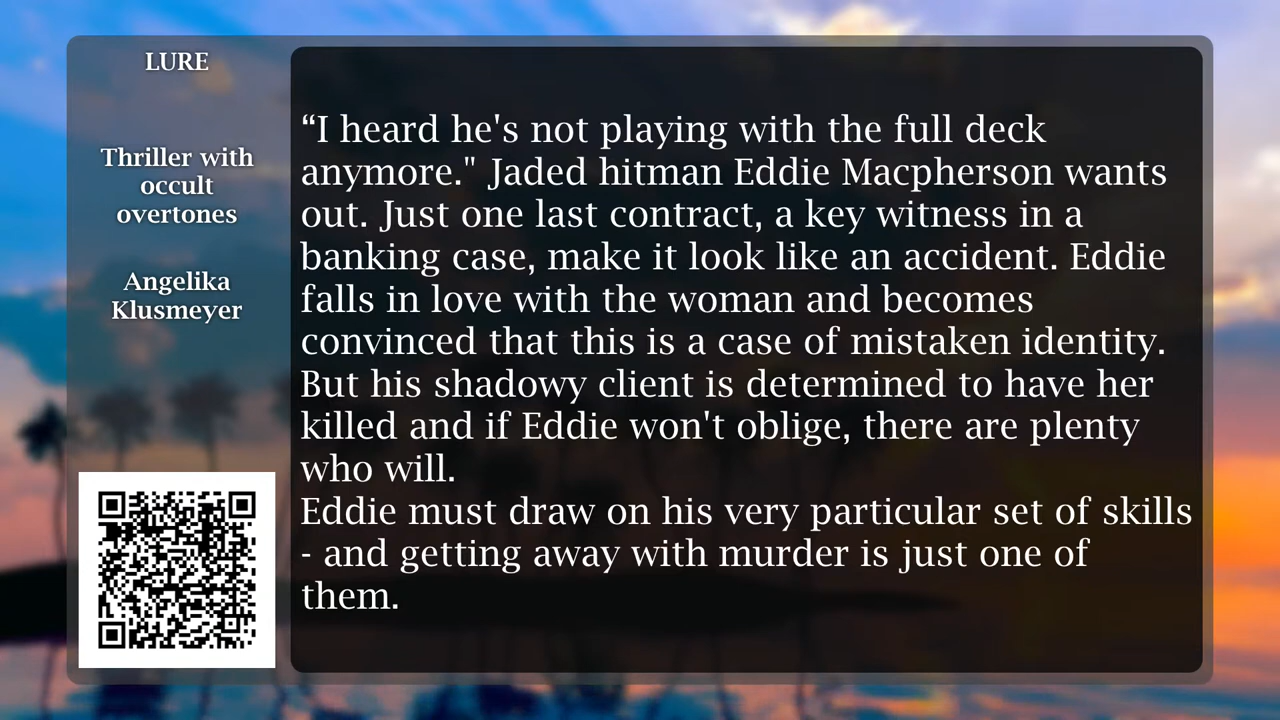 LURE
Thriller with
occult
overtones
Angelika
Klusmeyer
“I heard he's not playing with the full deck
anymore." Jaded hitman Eddie Macpherson wants
out. Just one last contract, a key witness in a
banking case, make it look like an accident. Eddie
falls in love with the woman and becomes
convinced that this is a case of mistaken identity.
But his shadowy client is determined to have her
killed and if Eddie won't oblige, there are plenty
who will.
Eddie must draw on his very particular set of skills
- and getting away with murder is just one of
them.